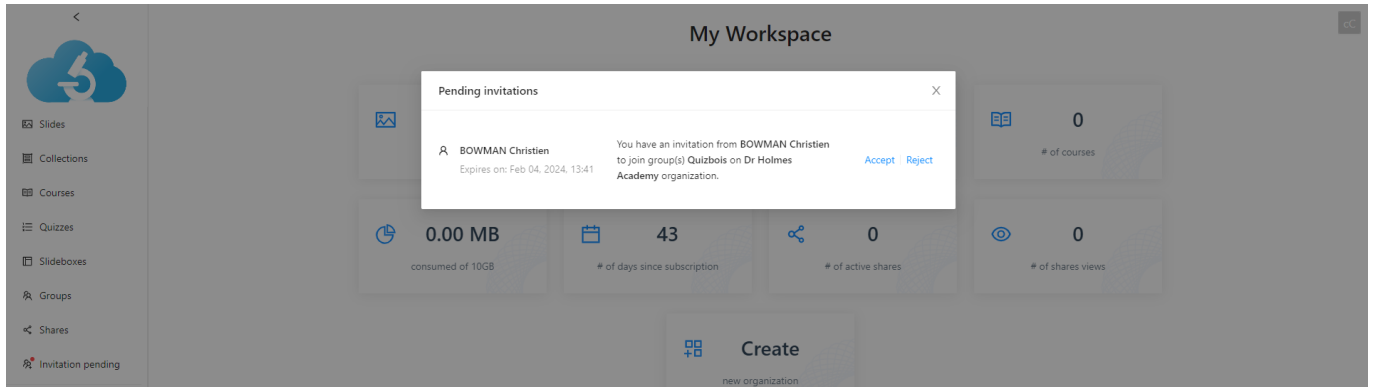 My Workspace
cC
Slides
Collections
Courses
Quizzes
Slideboxes
Groups
Shares
Invitation pending
Pending invitations
BOWMAN Christien
Expires on: Feb 04, 2024, 13:41
You have an invitation from BOWMAN Christien
to join group(s) Quizbois on Dr Holmes
Academy organization.
Accept
Reject
0
# of courses
0.00 MB
consumed of 10GB
43
# of days since subscription
0
# of active shares
0
# of shares views
Create
new organization